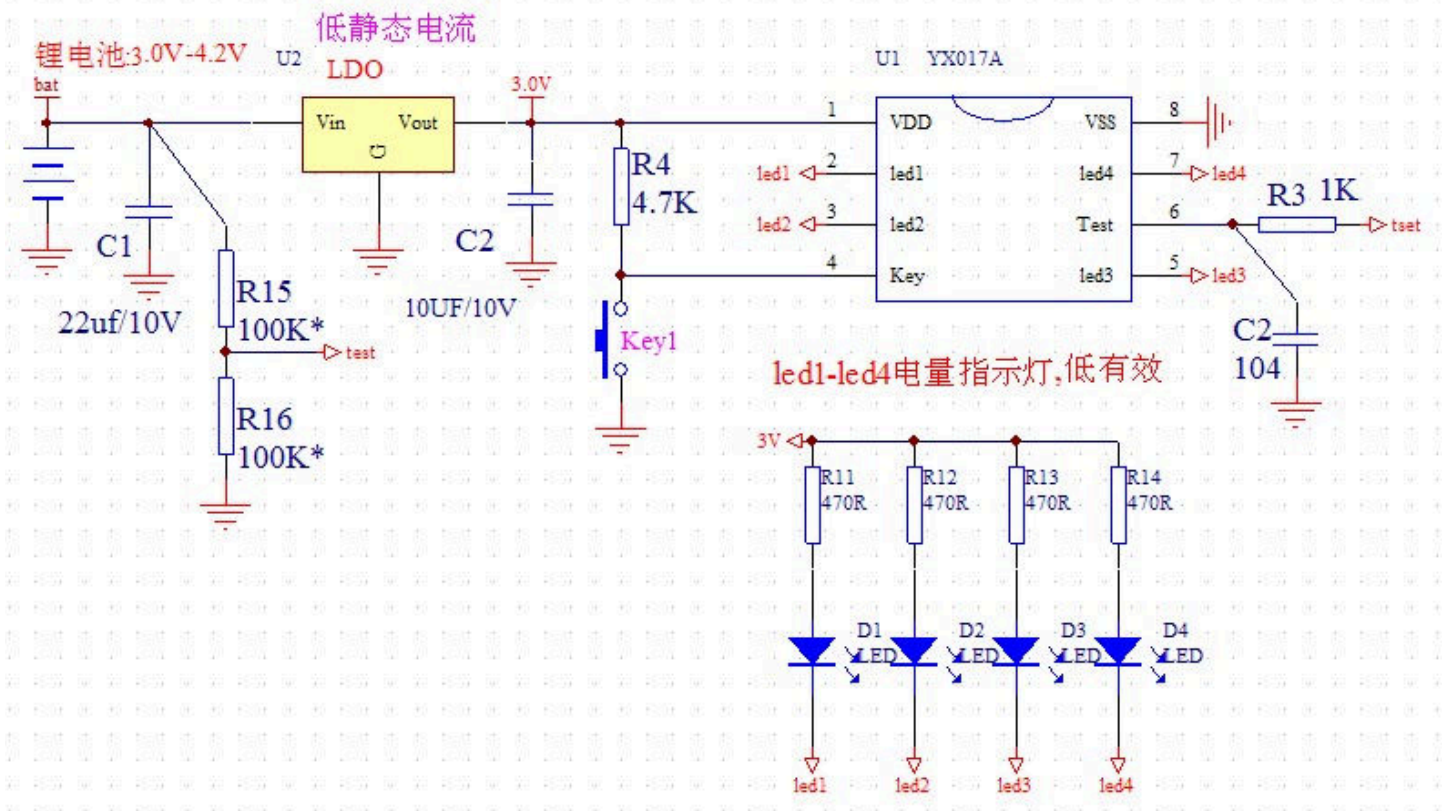 低静态电流
锂电池:3.0V-4.2V
U2
LDO
U1 YX017A
bat
3.0V
Vin
Vout
G
1
VDD
VSS
8
led1
2
led1
led4
7
led4
R4
4.7K
led2
3
led2
Test
6
R3 1K
tset
4
Key
led3
5
led3
C1
22uf/10V
C2
10UF/10V
R15
100K*
test
Key1
C2
104
led1-led4电量指示灯,低有效
R16
100K*
3V
R11
470R
R12
470R
R13
470R
R14
470R
D1
LED
D2
LED
D3
LED
D4
LED
led1
led2
led3
led4